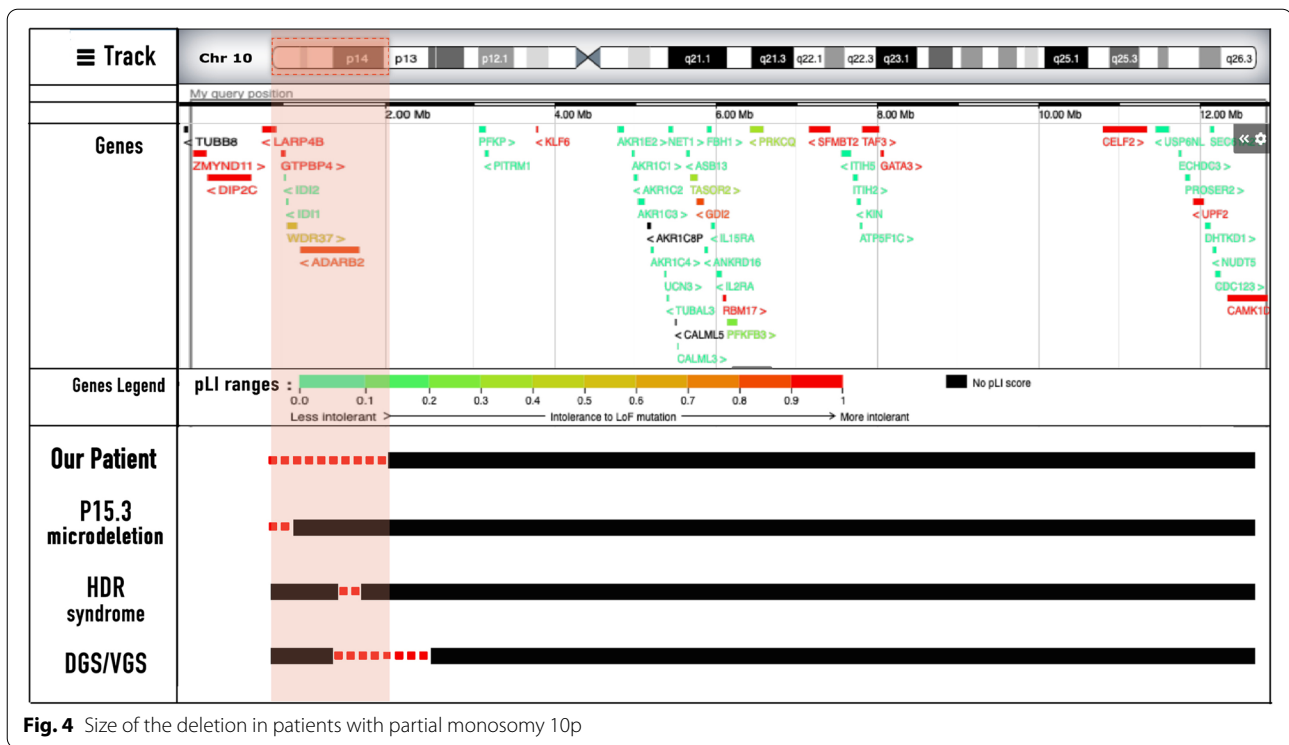 ☰ Track
Chr 10 p14 p13 p12.1 q21.1 q21.3 q22.1 q22.3 q23.1 q25.1 q25.3 q26.3
My query position
2.00 Mb 4.00 Mb 6.00 Mb 8.00 Mb 10.00 Mb 12.00 Mb
Genes
< TUBB8 < LARP4B PFKP > < KLF6 AKR1E2 > NET1 > FBH1 > < PRKCQ < SFMBT2 TAF3 > CELF2 > < USP6NL «
ZMYND11 > GTPBP4 > < PITRM1 AKR1C1 > < ASB13 < ITIH5 GATA3 > ECHDC3 >
< DIP2C < IDI2 < AKR1C2 TASOR2 > ITIH2 > PROSER2 >
< IDI1 AKR1C3 > < GDI2 < KIN < UPF2
WDR37 > < AKR1C8P < IL15RA ATP5F1C > DHTKD1 >
< ADARB2 AKR1C4 > < ANKRD16 < NUDT5
UCN3 > < IL2RA CDC123 >
< TUBAL3 RBM17 > CAMK1D
< CALML5 PFKFB3 >
CALML3 >
Genes Legend pLI ranges : No pLI score
0.0 0.1 0.2 0.3 0.4 0.5 0.6 0.7 0.8 0.9 1
Less intolerant > Intolerance to LoF mutation → More intolerant
Our Patient
P15.3
microdeletion
HDR
syndrome
DGS/VGS
Fig. 4 Size of the deletion in patients with partial monosomy 10p